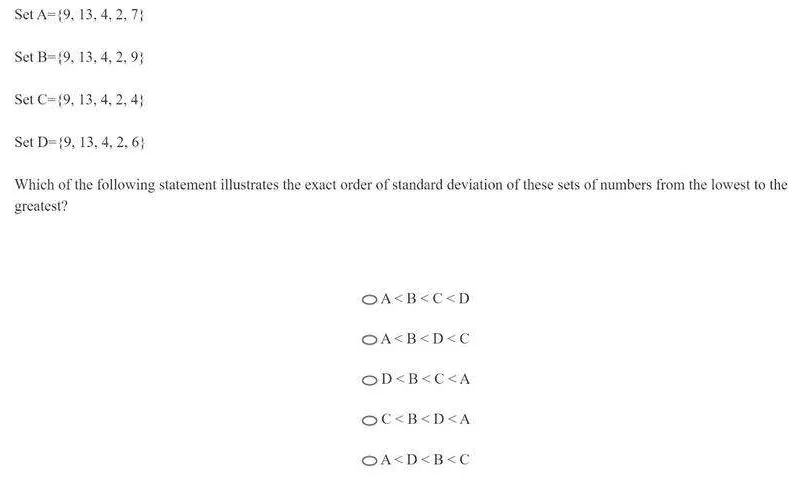 Set A={9, 13, 4, 2, 7}
Set B={9, 13, 4, 2, 9}
Set C={9, 13, 4, 2, 4}
Set D={9, 13, 4, 2, 6}
Which of the following statement illustrates the exact order of standard deviation of these sets of numbers from the lowest to the
greatest?
A < B < C < D
A < B < D < C
D < B < C < A
C < B < D < A
A < D < B < C